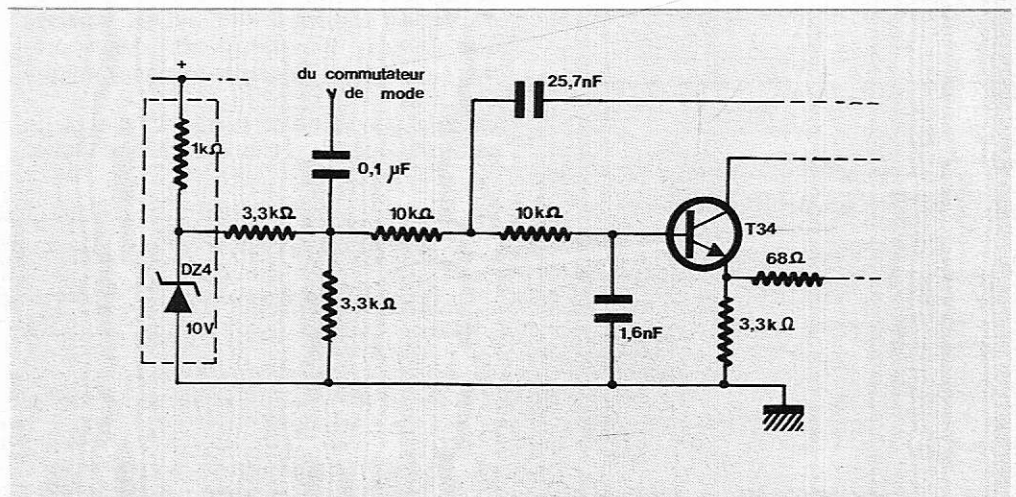 +
du commutateur
de mode
25,7nF
1kΩ
0,1 µF
3,3kΩ
10kΩ
10kΩ
T34
DZ4
68Ω
3,3kΩ
10V
1,6nF
3,3kΩ